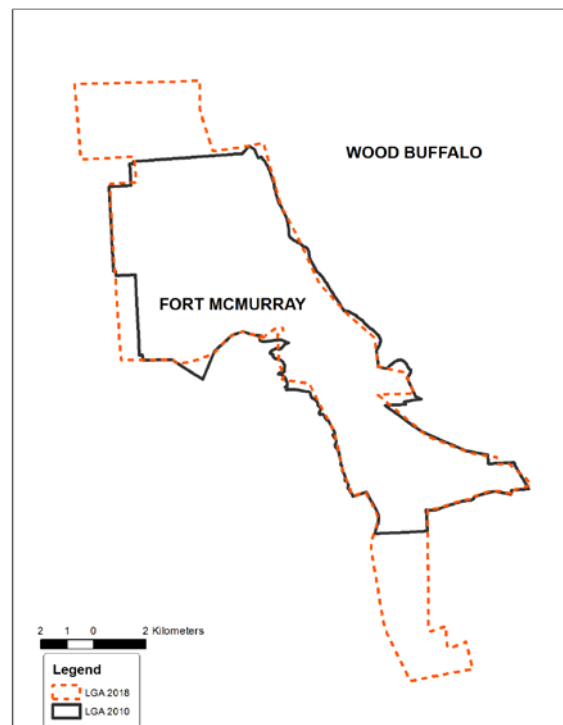 WOOD BUFFALO
FORT MCMURRAY
2 1 0 2 Kilometers
Legend
LGA 2018
LGA 2010